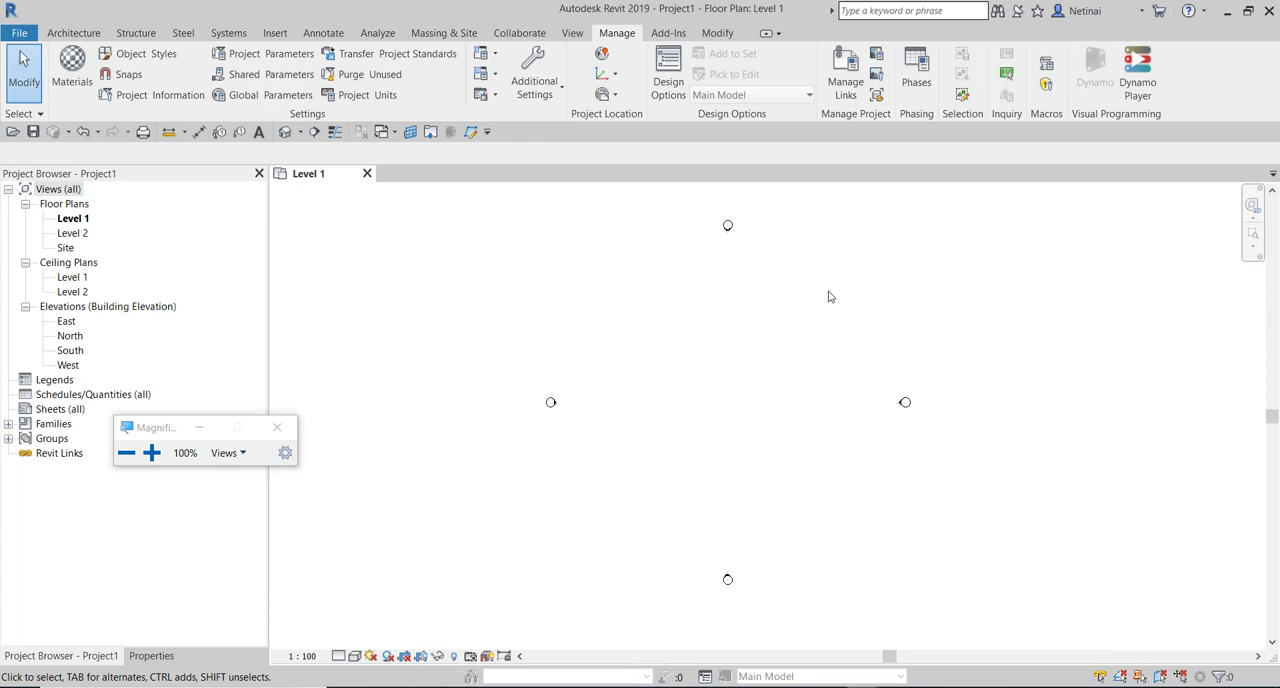 Autodesk Revit 2019 - Project1 - Floor Plan: Level 1
Type a keyword or phrase
Netinai
File Architecture Structure Steel Systems Insert Annotate Analyze Massing & Site Collaborate View Manage Add-Ins Modify
Modify
Materials
Object Styles
Snaps
Project Information
Project Parameters
Shared Parameters
Global Parameters
Transfer Project Standards
Purge Unused
Project Units
Additional Settings
Design Options
Add to Set
Pick to Edit
Main Model
Manage Links
Phases
Dynamo
Dynamo Player
Select
Settings
Project Location
Design Options
Manage Project
Phasing
Selection
Inquiry
Macros
Visual Programming
Project Browser - Project1
Level 1
Views (all)
Floor Plans
Level 1
Level 2
Site
Ceiling Plans
Level 1
Level 2
Elevations (Building Elevation)
East
North
South
West
Legends
Schedules/Quantities (all)
Sheets (all)
Families
Groups
Revit Links
Magnifi...
100% Views
Project Browser - Project1
Properties
1 : 100
Click to select, TAB for alternates, CTRL adds, SHIFT unselects.
:0
Main Model
:0